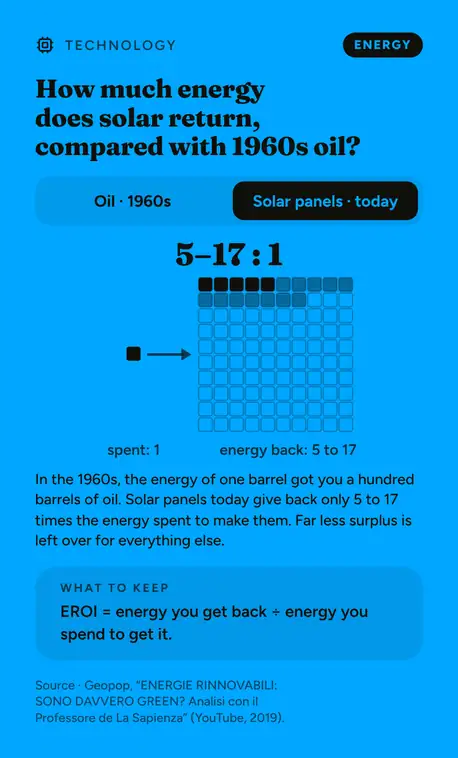 TECHNOLOGY
ENERGY
How much energy
does solar return,
compared with 1960s oil?
Oil · 1960s
Solar panels · today
5–17 : 1
spent: 1
energy back: 5 to 17
In the 1960s, the energy of one barrel got you a hundred
barrels of oil. Solar panels today give back only 5 to 17
times the energy spent to make them. Far less surplus is
left over for everything else.
WHAT TO KEEP
EROI = energy you get back ÷ energy you
spend to get it.
Source · Geopop, “ENERGIE RINNOVABILI:
SONO DAVVERO GREEN? Analisi con il
Professore de La Sapienza” (YouTube, 2019).